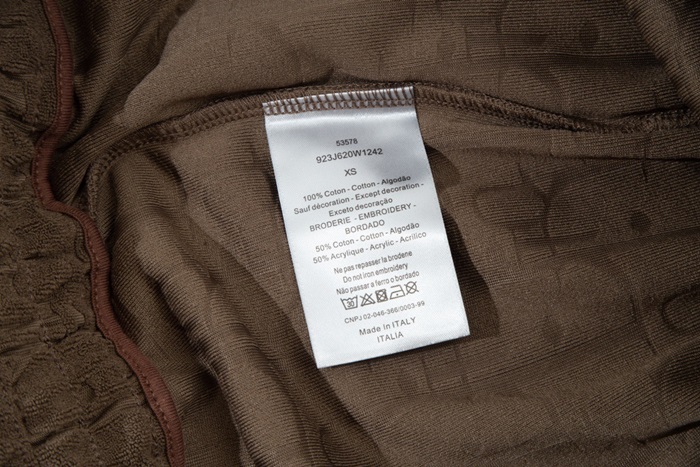 53578
923J620W1242
XS
100% Coton - Cotton - Algodão
Sauf décoration - Except decoration -
Exceto decoração
BRODERIE - EMBROIDERY -
BORDADO
50% Coton - Cotton - Algodão
50% Acrylique - Acrylic - Acrílico
Ne pas repasser la broderie
Do not iron embroidery
Não passar a ferro o bordado
CNPJ 02-046-366/0003-99
Made in ITALY
ITALIA